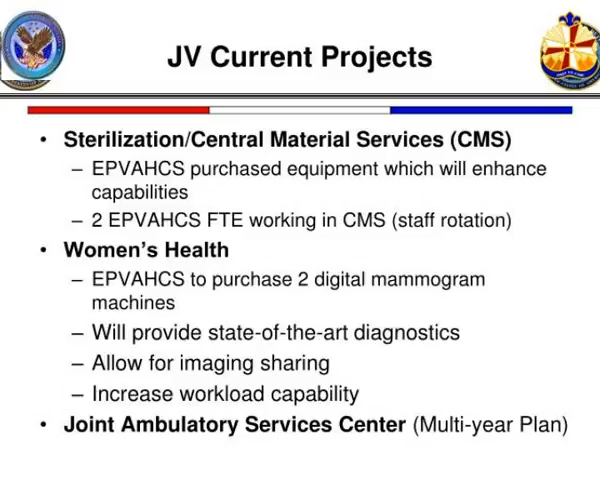 JV Current Projects
• Sterilization/Central Material Services (CMS)
– EPVAHCS purchased equipment which will enhance
capabilities
– 2 EPVAHCS FTE working in CMS (staff rotation)
• Women's Health
– EPVAHCS to purchase 2 digital mammogram
machines
– Will provide state-of-the-art diagnostics
– Allow for imaging sharing
– Increase workload capability
• Joint Ambulatory Services Center (Multi-year Plan)